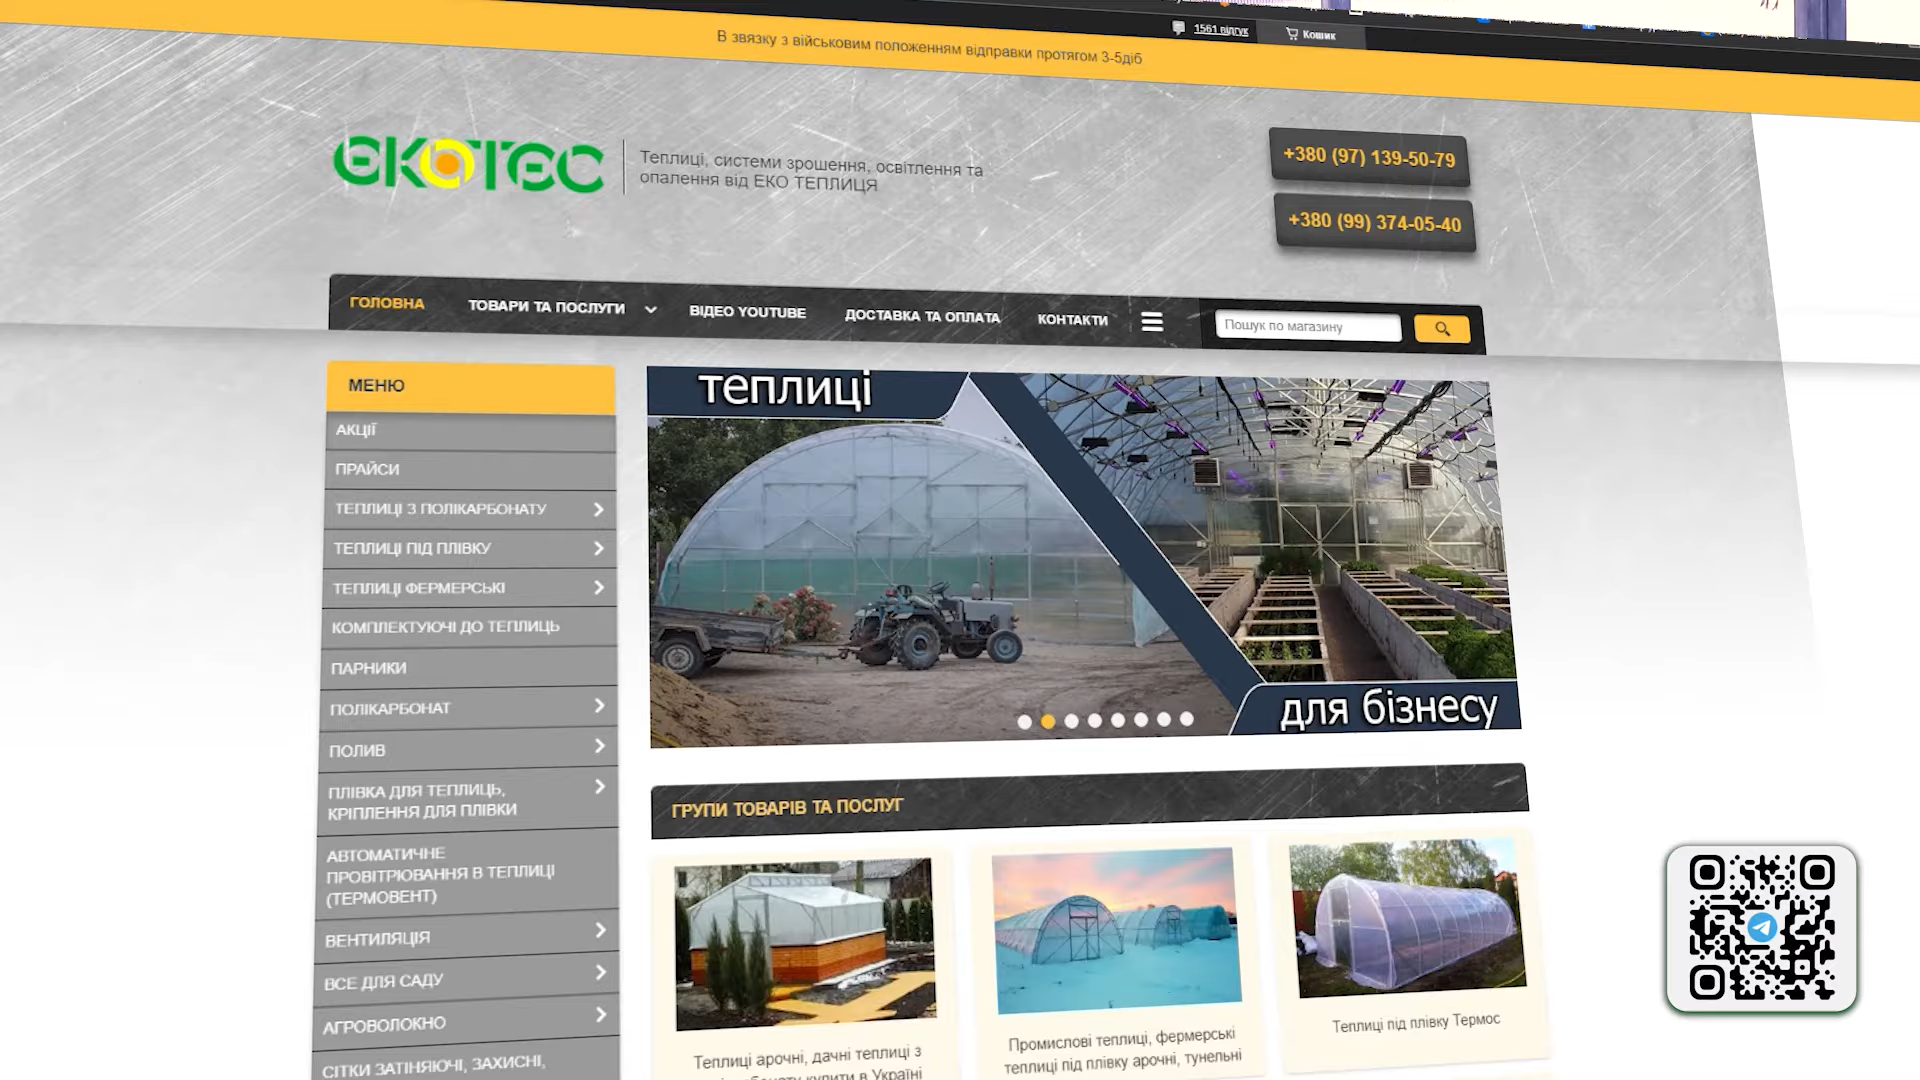 1561 відгук
Кошик
В звязку з військовим положенням відправки протягом 3-5діб
ЕКОТЕС
Теплиці, системи зрошення, освітлення та
опалення від ЕКО ТЕПЛИЦЯ
+380 (97) 139-50-79
+380 (99) 374-05-40
ГОЛОВНА
ТОВАРИ ТА ПОСЛУГИ
ВІДЕО YOUTUBE
ДОСТАВКА ТА ОПЛАТА
КОНТАКТИ
Пошук по магазину
МЕНЮ
АКЦІЇ
ПРАЙСИ
ТЕПЛИЦІ З ПОЛІКАРБОНАТУ
ТЕПЛИЦІ ПІД ПЛІВКУ
ТЕПЛИЦІ ФЕРМЕРСЬКІ
КОМПЛЕКТУЮЧІ ДО ТЕПЛИЦЬ
ПАРНИКИ
ПОЛІКАРБОНАТ
ПОЛИВ
ПЛІВКА ДЛЯ ТЕПЛИЦЬ,
КРІПЛЕННЯ ДЛЯ ПЛІВКИ
АВТОМАТИЧНЕ
ПРОВІТРЮВАННЯ В ТЕПЛИЦІ
(ТЕРМОВЕНТ)
ВЕНТИЛЯЦІЯ
ВСЕ ДЛЯ САДУ
АГРОВОЛОКНО
СІТКИ ЗАТІНЯЮЧІ, ЗАХИСНІ,
теплиці
для бізнесу
ГРУПИ ТОВАРІВ ТА ПОСЛУГ
Теплиці арочні, дачні теплиці з
купити в Україні
Промислові теплиці, фермерські
теплиці під плівку арочні, тунельні
Теплиці під плівку Термос